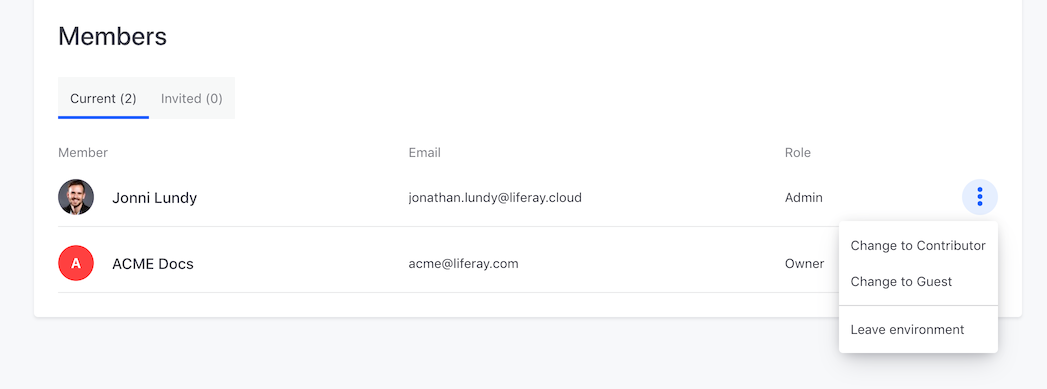 Members
Current (2) Invited (0)
Member Email Role
Jonni Lundy jonathan.lundy@liferay.cloud Admin
Change to Contributor
A ACME Docs acme@liferay.com Owner
Change to Guest
Leave environment